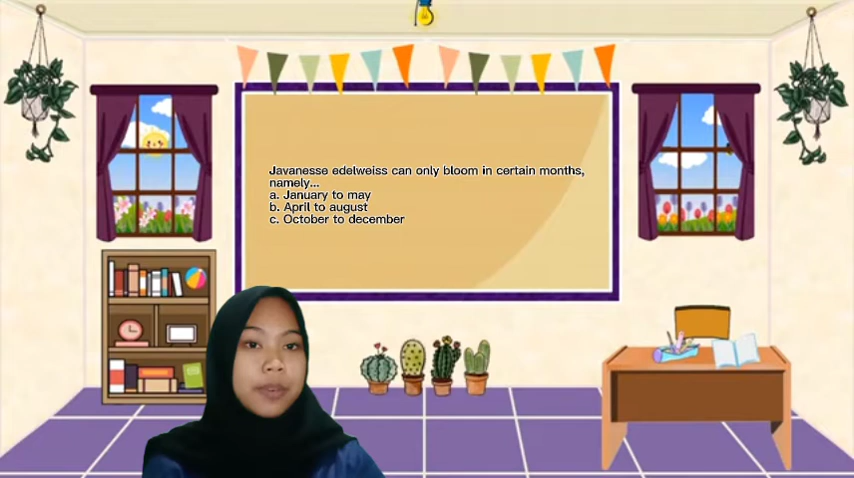 Javanesse edelweiss can only bloom in certain months,
namely...
a. January to may
b. April to august
c. October to december